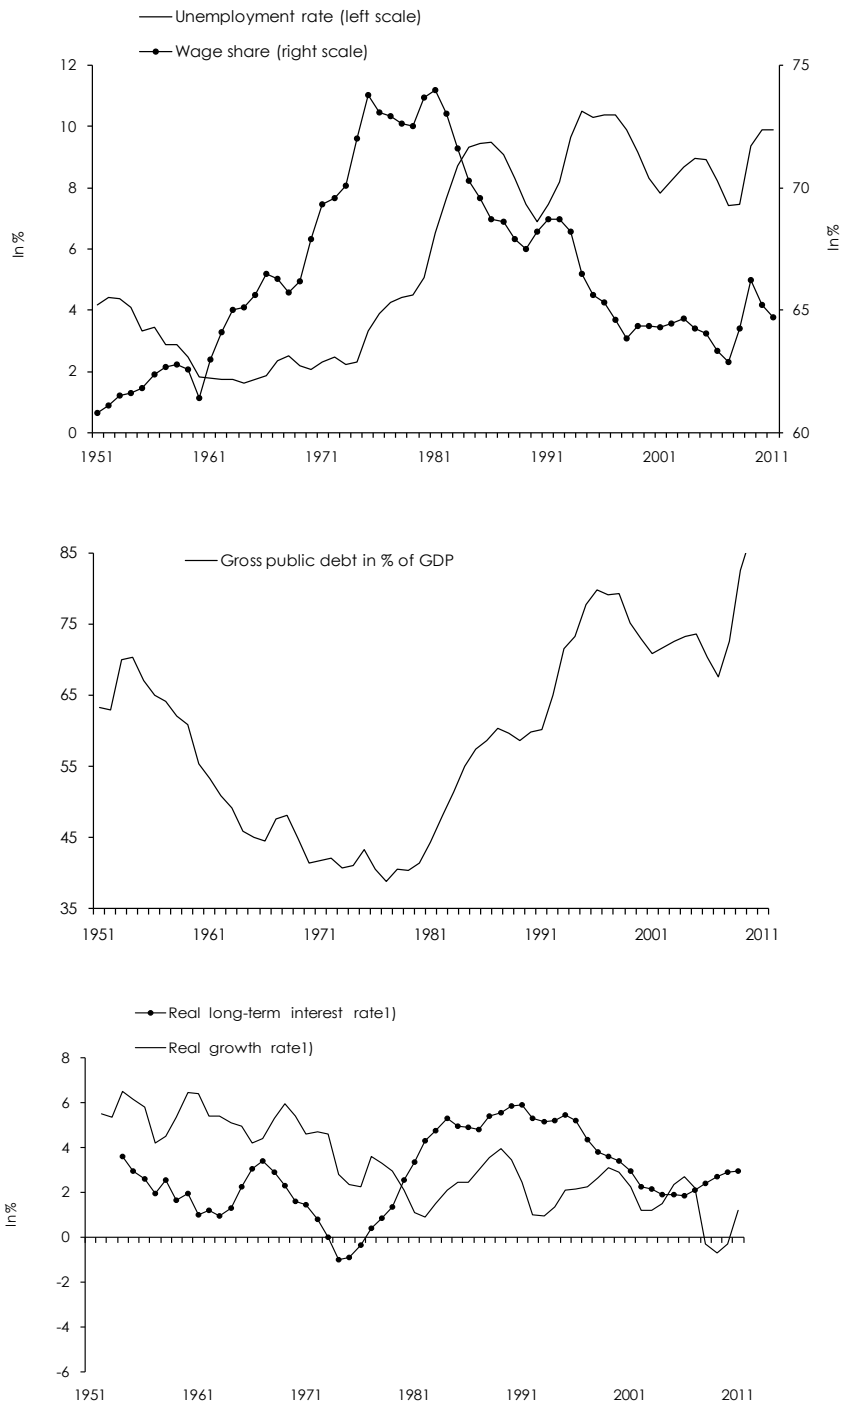 Unemployment rate (left scale)
Wage share (right scale)
12 75
10
8 70
In%
In%
6
4 65
2
0 60
1951 1961 1971 1981 1991 2001 2011
85
Gross public debt in % of GDP
75
65
55
45
35
1951 1961 1971 1981 1991 2001 2011
Real long-term interest rate1)
Real growth rate1)
8
6
4
2
In%
0
-2
-4
-6
1951 1961 1971 1981 1991 2001 2011